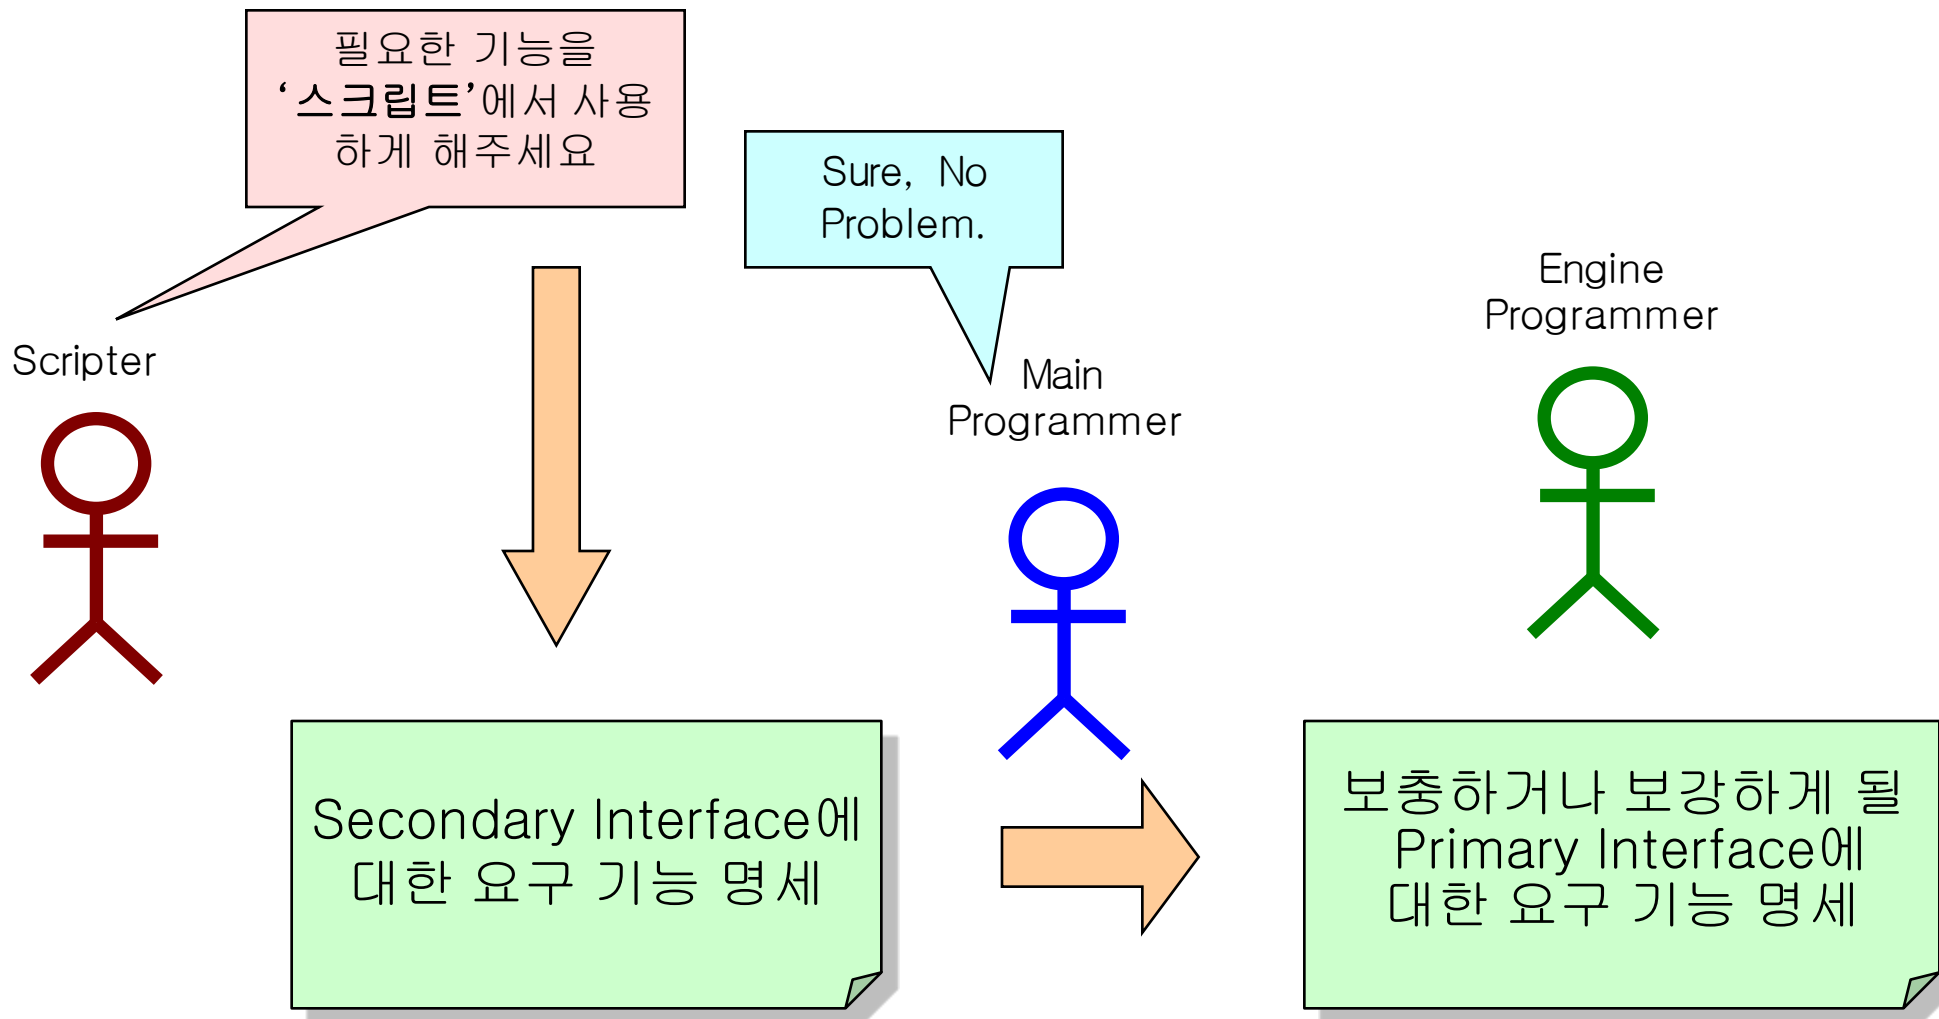 필요한 기능을
‘스크립트’에서 사용
하게 해주세요
Sure, No
Problem.
Engine
Programmer
Scripter
Main
Programmer
Secondary Interface에
대한 요구 기능 명세
보충하거나 보강하게 될
Primary Interface에
대한 요구 기능 명세